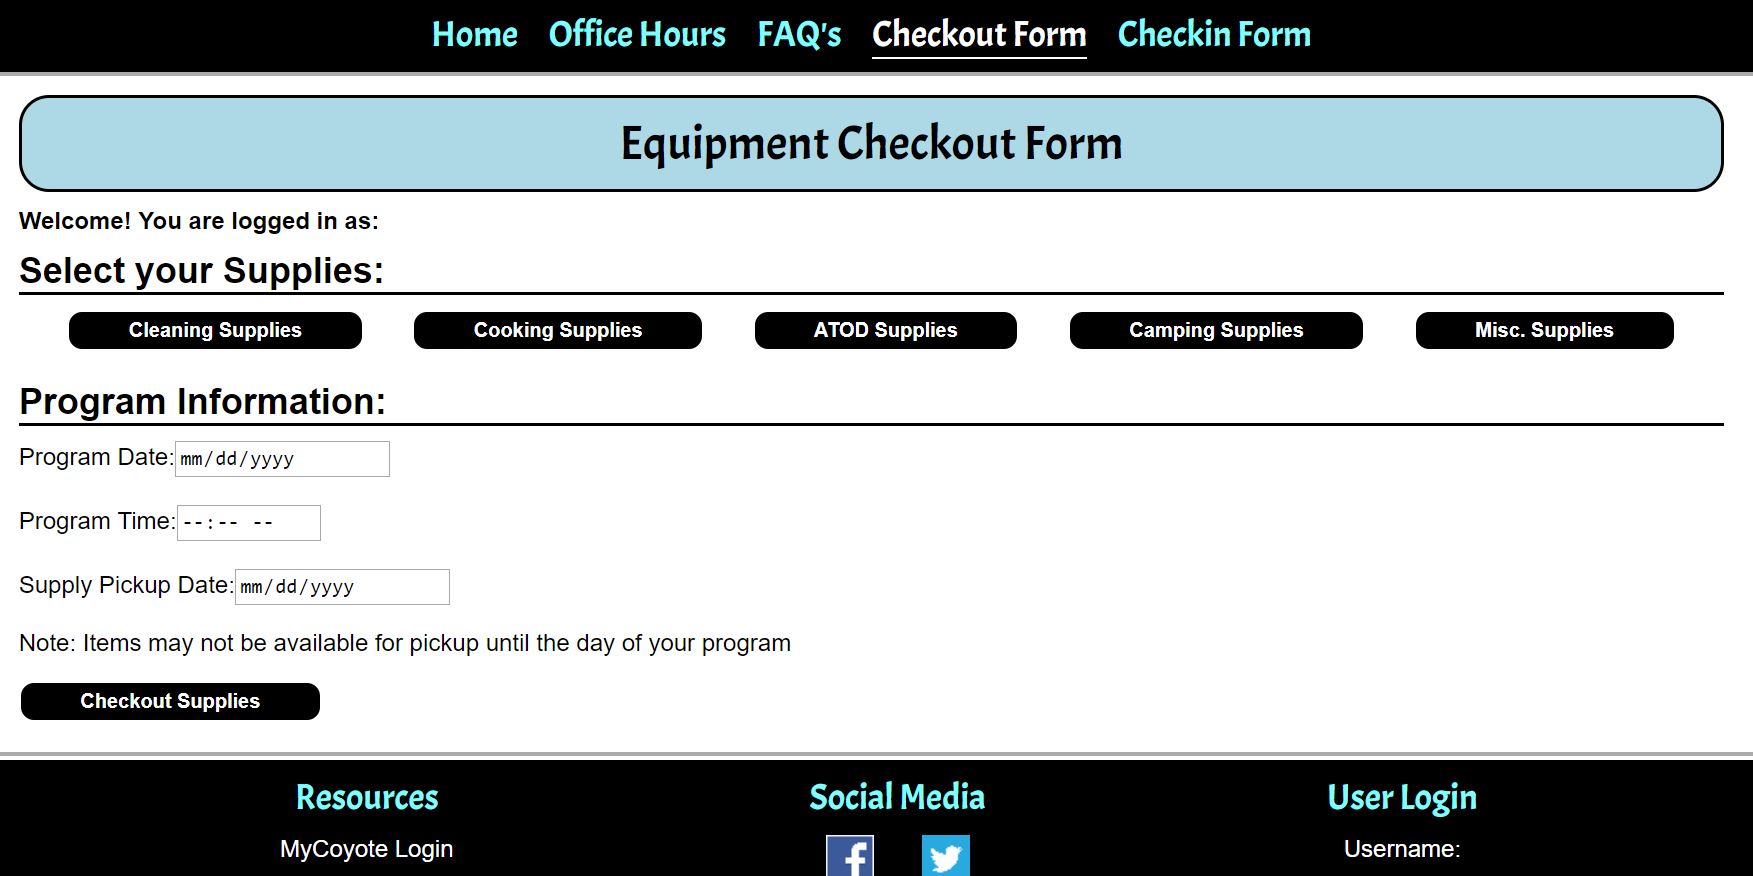 Home Office Hours FAQ's Checkout Form Checkin Form
Equipment Checkout Form
Welcome! You are logged in as:
Select your Supplies:
Cleaning Supplies Cooking Supplies ATOD Supplies Camping Supplies Misc. Supplies
Program Information:
Program Date: mm/dd/yyyy
Program Time: --:-- --
Supply Pickup Date: mm/dd/yyyy
Note: Items may not be available for pickup until the day of your program
Checkout Supplies
Resources Social Media User Login
MyCoyote Login Username: